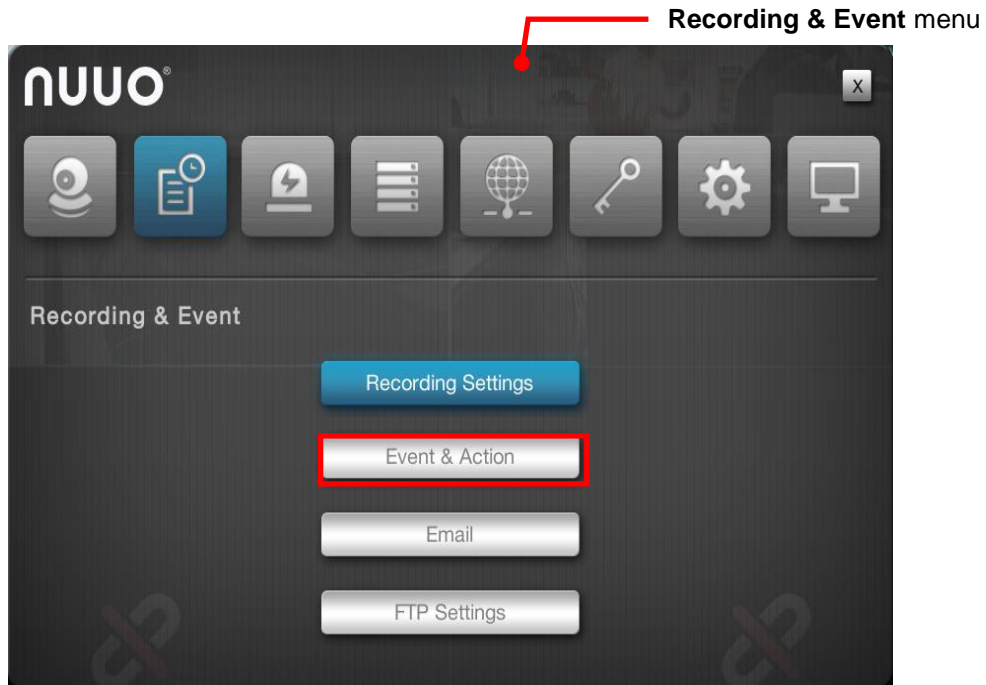 Recording & Event menu
nuuo®
X
Recording & Event
Recording Settings
Event & Action
Email
FTP Settings